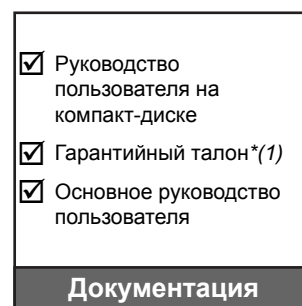 Руководство
пользователя на
компакт-диске
Гарантийный талон*(1)
Основное руководство
пользователя
Документация